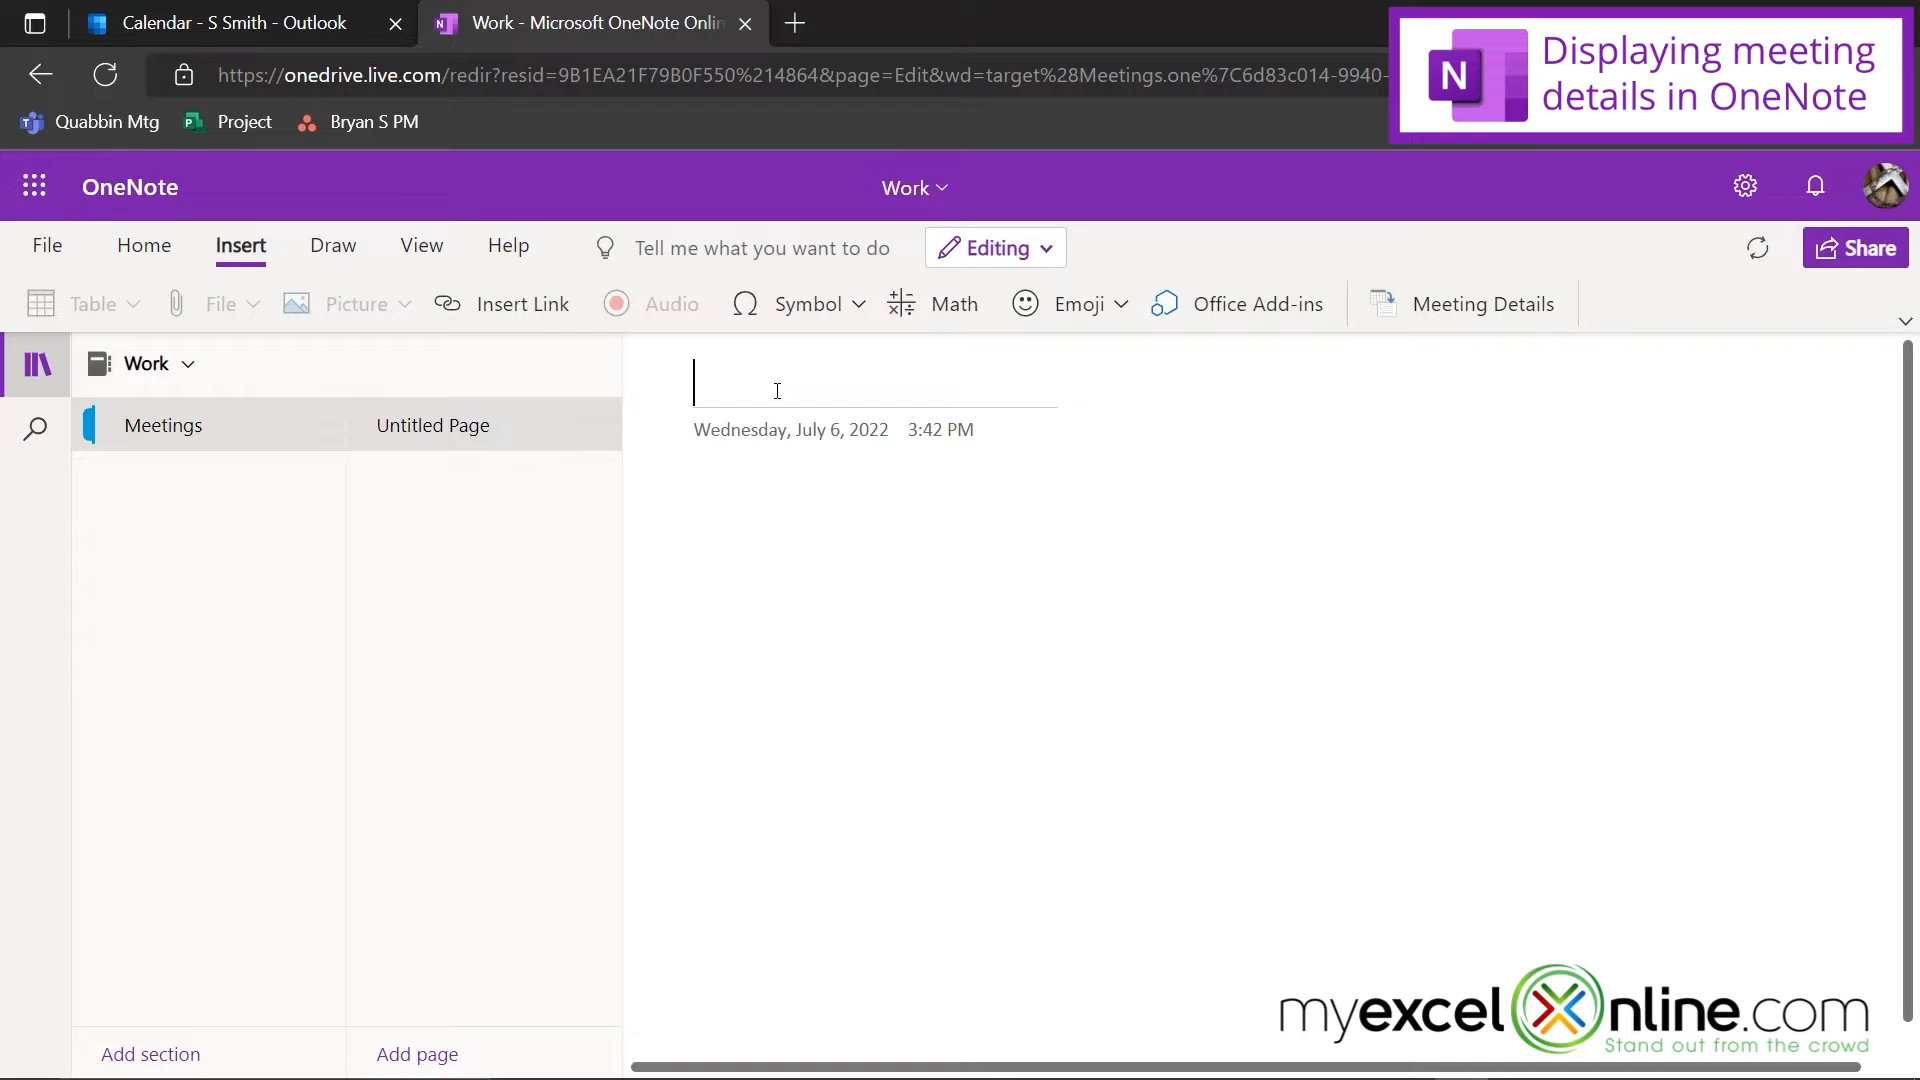 Calendar - S Smith - Outlook
Work - Microsoft OneNote Onlin
https://onedrive.live.com/redir?resid=9B1EA21F79B0F550%214864&page=Edit&wd=target%28Meetings.one%7C6d83c014-9940-
Displaying meeting
details in OneNote
N
Quabbin Mtg
Project
Bryan S PM
OneNote
Work
File
Home
Insert
Draw
View
Help
Tell me what you want to do
Editing
Share
Table
File
Picture
Insert Link
Audio
Symbol
Math
Emoji
Office Add-ins
Meeting Details
Work
Meetings
Untitled Page
Wednesday, July 6, 2022 3:42 PM
Add section
Add page
myexcelOnline.com
Stand out from the crowd